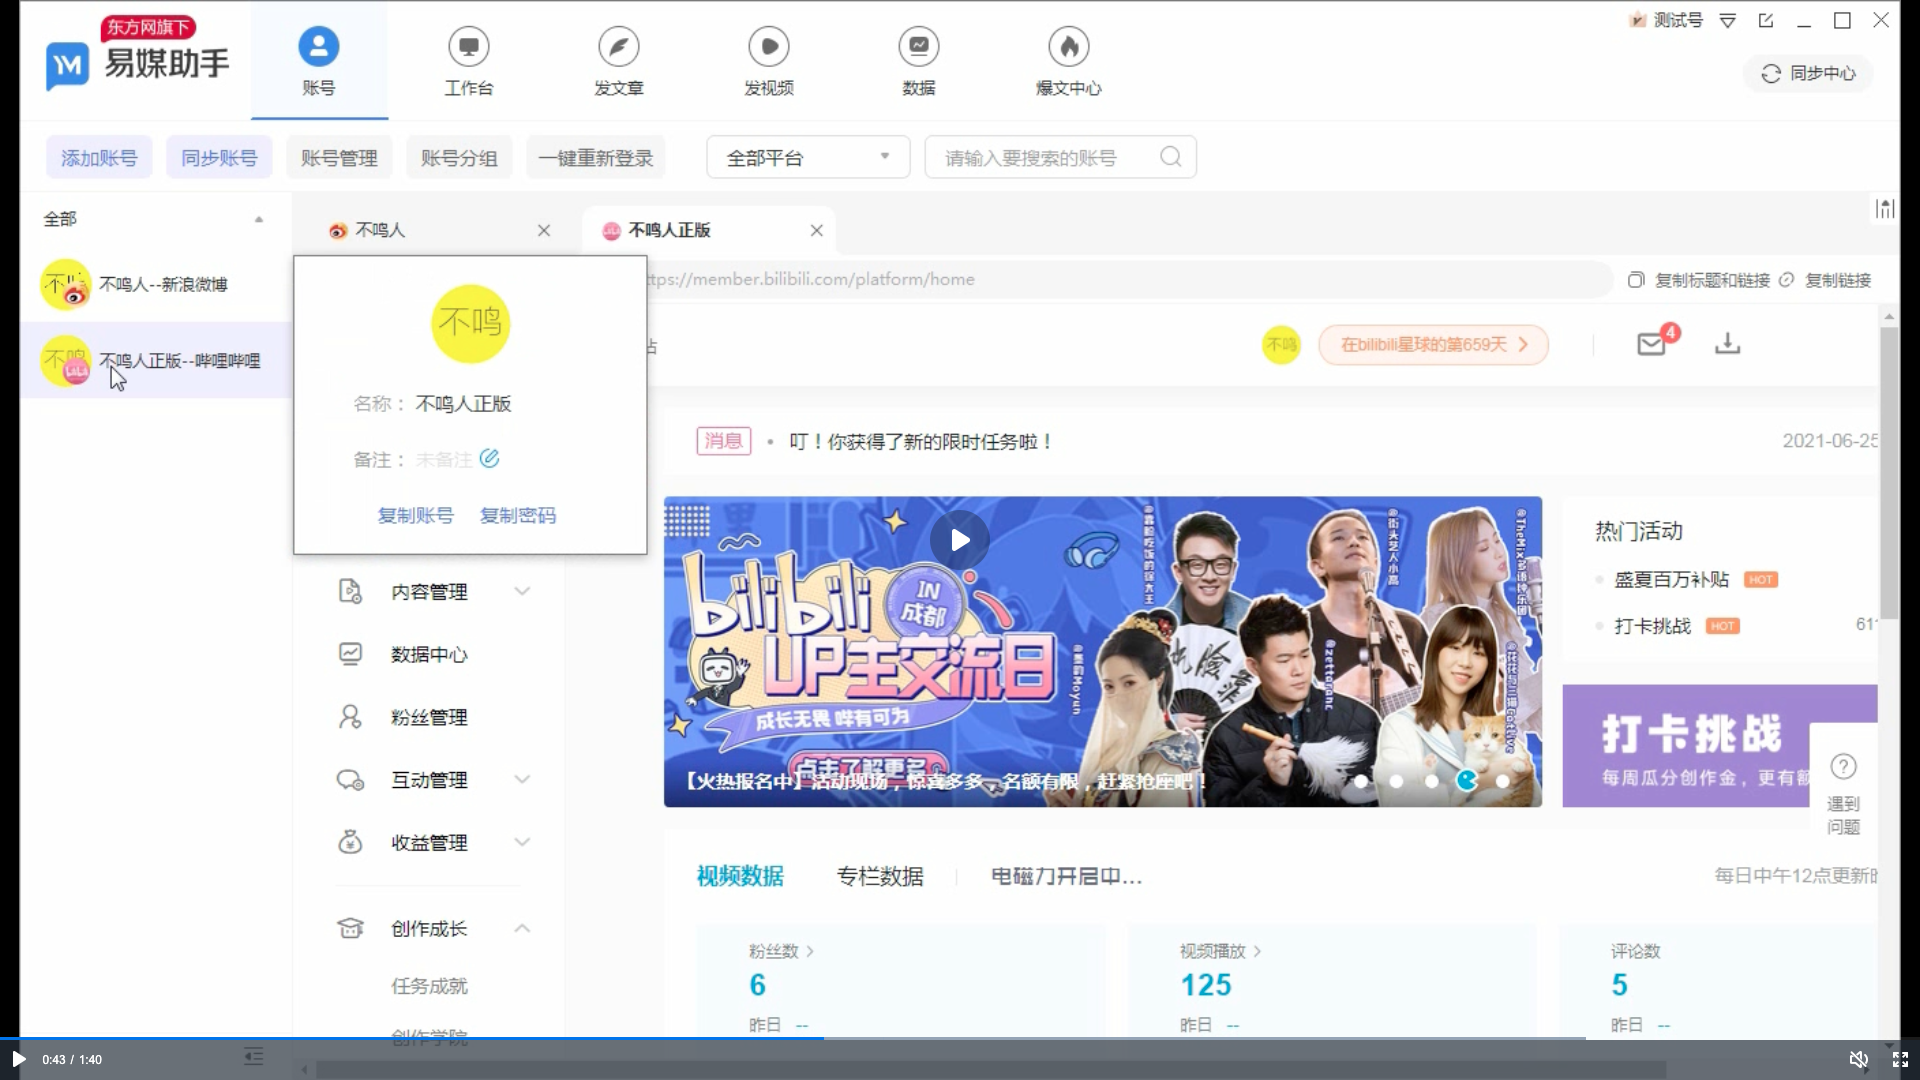 东方网旗下
易媒助手
账号
工作台
发文章
发视频
数据
爆文中心
测试号
同步中心
添加账号
同步账号
账号管理
账号分组
一键重新登录
全部平台
请输入要搜索的账号
全部
不鸣人--新浪微博
不鸣人正版--哔哩哔哩
不鸣人
不鸣人正版
ttps://member.bilibili.com/platform/home
复制标题和链接
复制链接
不鸣
名称： 不鸣人正版
备注： 未备注
复制账号 复制密码
在bilibili星球的第659天
4
消息
叮！你获得了新的限时任务啦！
2021-06-25
内容管理
数据中心
粉丝管理
互动管理
收益管理
创作成长
任务成就
创作学院
bilibili
IN
成都
UP主交流日
成长无畏 哔有可为
点击了解更多
【火热报名中】活动现场，惊喜多多，名额有限，赶紧抢座吧！
@街头艺人小高
@zettaranc
@墨韵Moyun
热门活动
盛夏百万补贴 HOT
打卡挑战 HOT
打卡挑战
每周瓜分创作金，更有额
遇到
问题
视频数据
专栏数据
电磁力开启中...
每日中午12点更新
粉丝数
6
昨日 --
视频播放
125
昨日 --
评论数
5
昨日 --
0:43 / 1:40